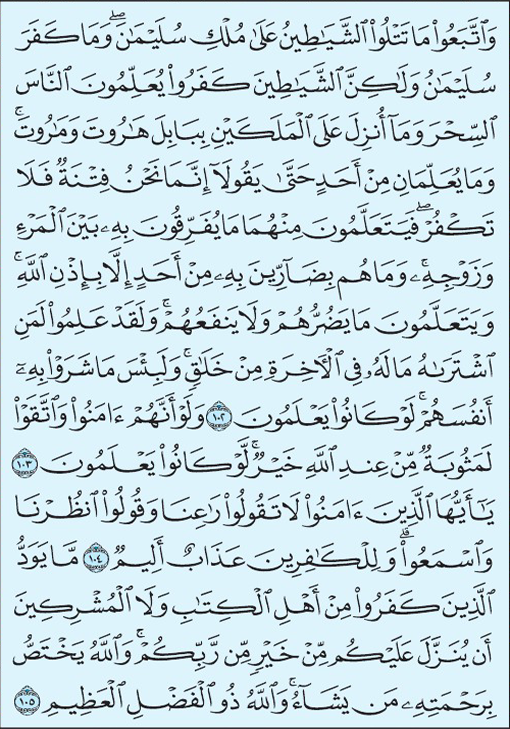 وَٱتَّبَعُوا۟ مَا تَتْلُوا۟ ٱلشَّيَـٰطِينُ عَلَىٰ مُلْكِ سُلَيْمَـٰنَ ۖ وَمَا كَفَرَ
سُلَيْمَـٰنُ وَلَـٰكِنَّ ٱلشَّيَـٰطِينَ كَفَرُوا۟ يُعَلِّمُونَ ٱلنَّاسَ
ٱلسِّحْرَ وَمَآ أُنزِلَ عَلَى ٱلْمَلَكَيْنِ بِبَابِلَ هَـٰرُوتَ وَمَـٰرُوتَ ۚ
وَمَا يُعَلِّمَانِ مِنْ أَحَدٍ حَتَّىٰ يَقُولَآ إِنَّمَا نَحْنُ فِتْنَةٌ فَلَا
تَكْفُرْ ۖ فَيَتَعَلَّمُونَ مِنْهُمَا مَا يُفَرِّقُونَ بِهِۦ بَيْنَ ٱلْمَرْءِ
وَزَوْجِهِۦ ۚ وَمَا هُم بِضَآرِّينَ بِهِۦ مِنْ أَحَدٍ إِلَّا بِإِذْنِ ٱللَّهِ ۚ
وَيَتَعَلَّمُونَ مَا يَضُرُّهُمْ وَلَا يَنفَعُهُمْ ۚ وَلَقَدْ عَلِمُوا۟ لَمَنِ
ٱشْتَرَىٰهُ مَا لَهُۥ فِى ٱلْـَٔاخِرَةِ مِنْ خَلَـٰقٍ ۚ وَلَبِئْسَ مَا شَرَوْا۟ بِهِۦٓ
أَنفُسَهُمْ ۚ لَوْ كَانُوا۟ يَعْلَمُونَ ١٠٢ وَلَوْ أَنَّهُمْ ءَامَنُوا۟ وَٱتَّقَوْا۟
لَمَثُوبَةٌ مِّنْ عِندِ ٱللَّهِ خَيْرٌ ۖ لَّوْ كَانُوا۟ يَعْلَمُونَ ١٠٣
يَـٰٓأَيُّهَا ٱلَّذِينَ ءَامَنُوا۟ لَا تَقُولُوا۟ رَٰعِنَا وَقُولُوا۟ ٱنظُرْنَا
وَٱسْمَعُوا۟ ۗ وَلِلْكَـٰفِرِينَ عَذَابٌ أَلِيمٌ ١٠٤ مَّا يَوَدُّ
ٱلَّذِينَ كَفَرُوا۟ مِنْ أَهْلِ ٱلْكِتَـٰبِ وَلَا ٱلْمُشْرِكِينَ
أَن يُنَزَّلَ عَلَيْكُم مِّنْ خَيْرٍ مِّن رَّبِّكُمْ ۗ وَٱللَّهُ يَخْتَصُّ
بِرَحْمَتِهِۦ مَن يَشَآءُ ۚ وَٱللَّهُ ذُو ٱلْفَضْلِ ٱلْعَظِيمِ ١٠٥